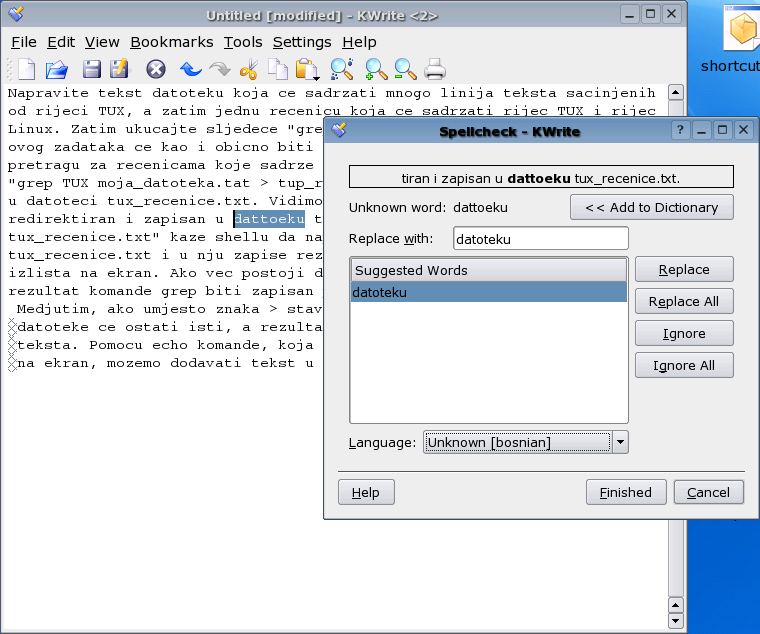 Untitled [modified] - KWrite <2>
File Edit View Bookmarks Tools Settings Help
Napravite tekst datoteku koja ce sadrzati mnogo linija teksta sacinjenih
od rijeci TUX, a zatim jednu recenicu koja ce sadrzati rijec TUX i rijec
Linux. Zatim ukucajte sljedece "gre
ovog zadataka ce kao i obicno biti
pretragu za recenicama koje sadrze
"grep TUX moja_datoteka.tat > tup_r
u datoteci tux_recenice.txt. Vidimo
redirektiran i zapisan u dattoeku t
tux_recenice.txt" kaze shellu da na
tux_recenice.txt i u nju zapise rez
izlista na ekran. Ako vec postoji d
rezultat komande grep biti zapisan
Medjutim, ako umjesto znaka > stav
datoteke ce ostati isti, a rezulta
teksta. Pomocu echo komande, koja
na ekran, mozemo dodavati tekst u
shortcut
Spellcheck - KWrite
tiran i zapisan u dattoeku tux_recenice.txt.
Unknown word: dattoeku
<< Add to Dictionary
Replace with: datoteku
Suggested Words
datoteku
Replace
Replace All
Ignore
Ignore All
Language: Unknown [bosnian]
Help
Finished
Cancel